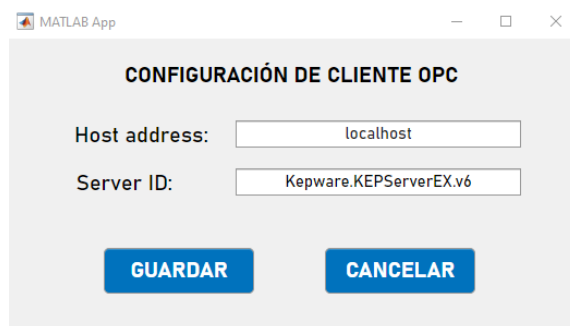 MATLAB App
CONFIGURACIÓN DE CLIENTE OPC
Host address: localhost
Server ID: Kepware.KEPServerEX.v6
GUARDAR CANCELAR